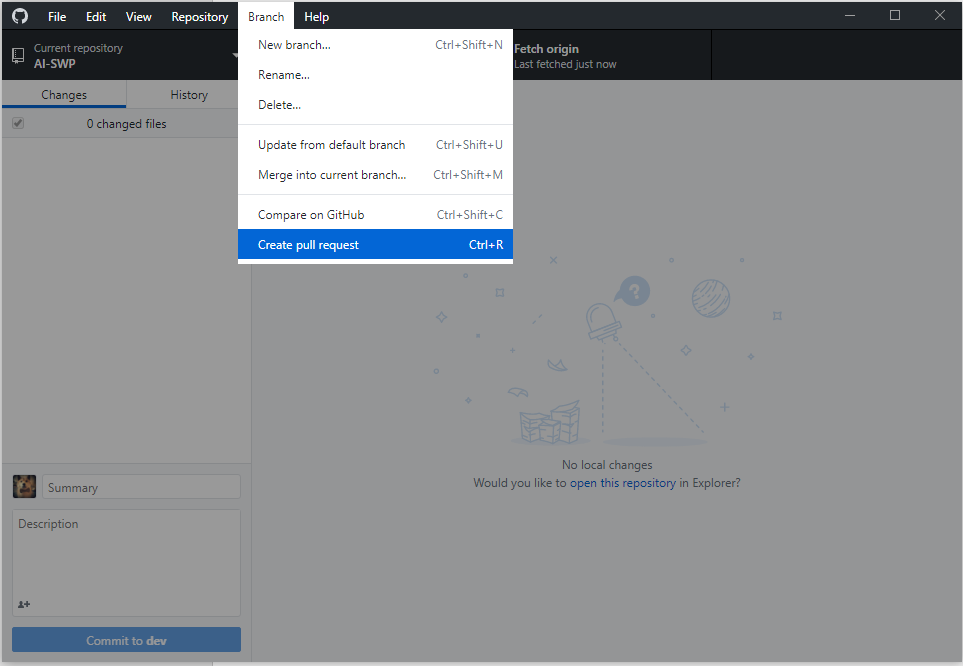 File Edit View Repository Branch Help
Current repository
AI-SWP
Fetch origin
Last fetched just now
New branch... Ctrl+Shift+N
Rename...
Delete...
Update from default branch Ctrl+Shift+U
Merge into current branch... Ctrl+Shift+M
Compare on GitHub Ctrl+Shift+C
Create pull request Ctrl+R
Changes History
0 changed files
?
No local changes
Would you like to open this repository in Explorer?
Summary
Description
Commit to dev